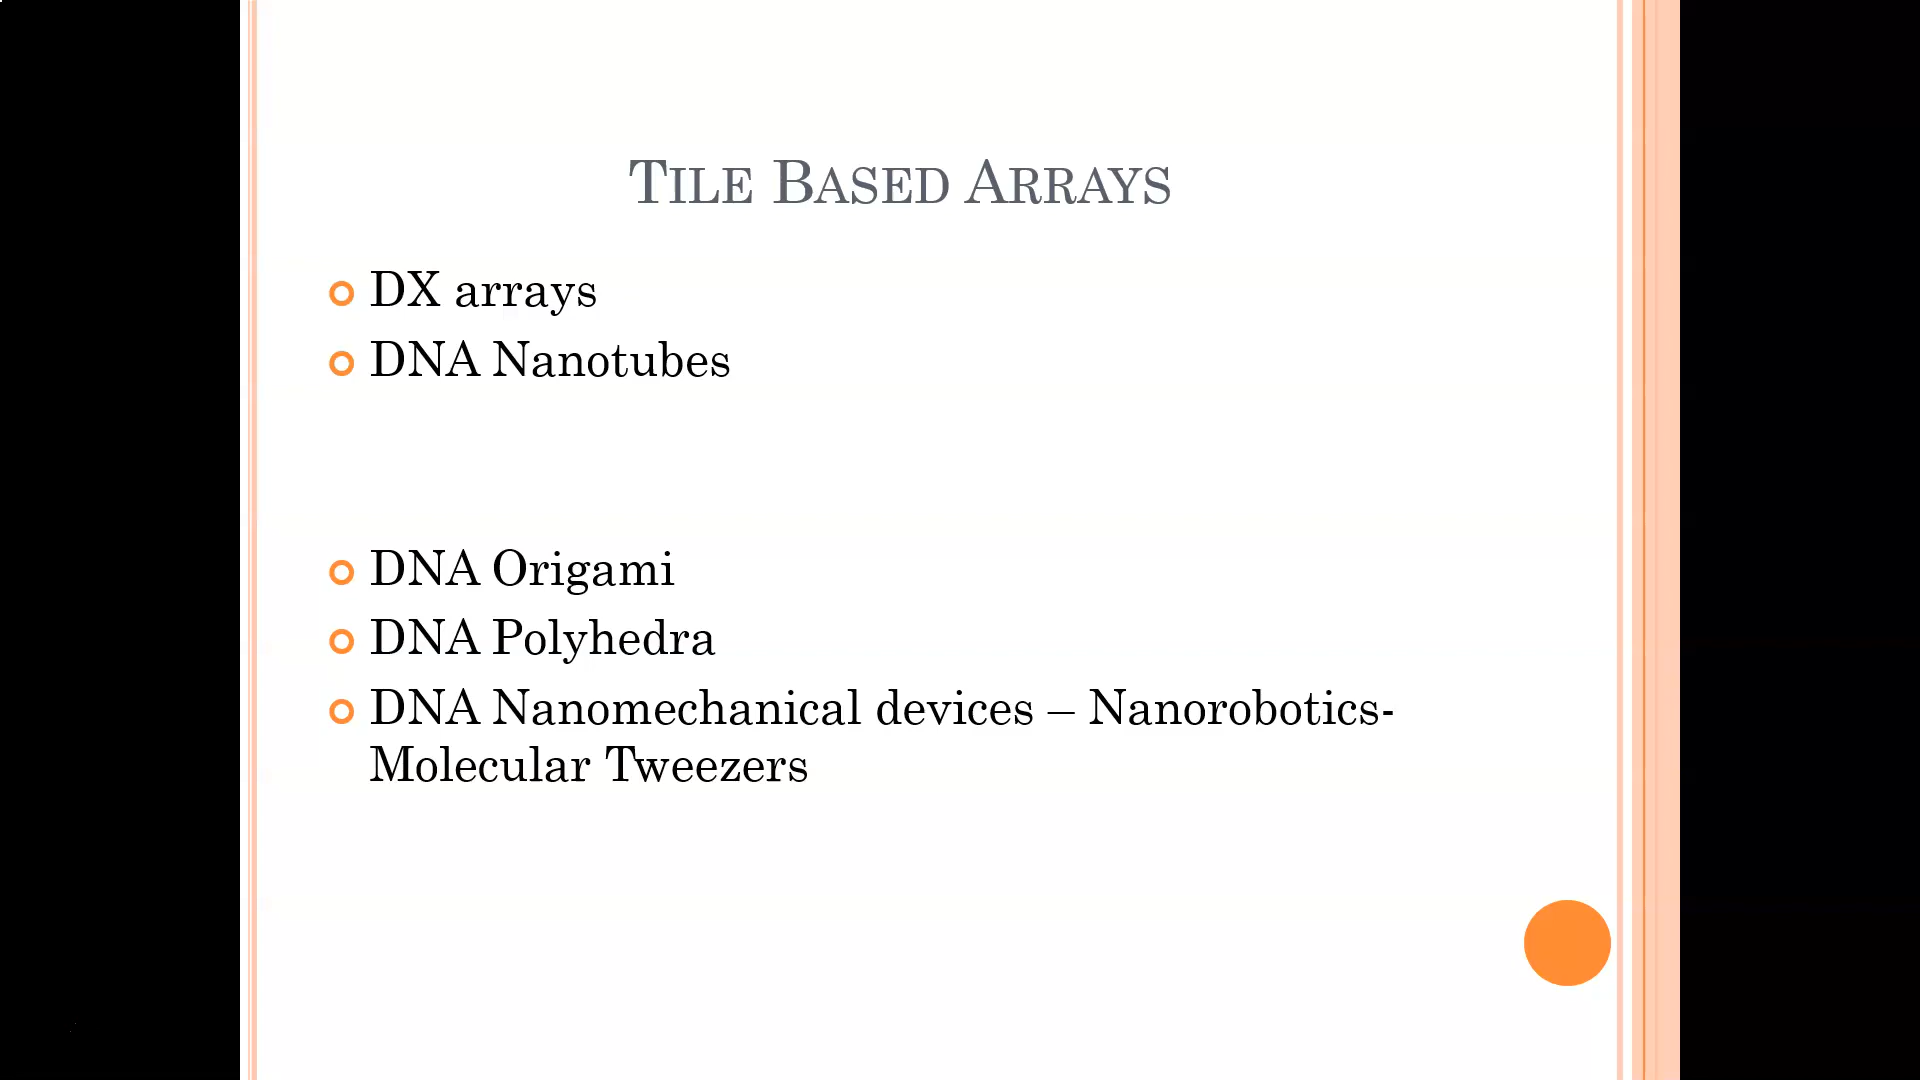 TILE BASED ARRAYS
DX arrays
DNA Nanotubes
DNA Origami
DNA Polyhedra
DNA Nanomechanical devices – Nanorobotics-
Molecular Tweezers